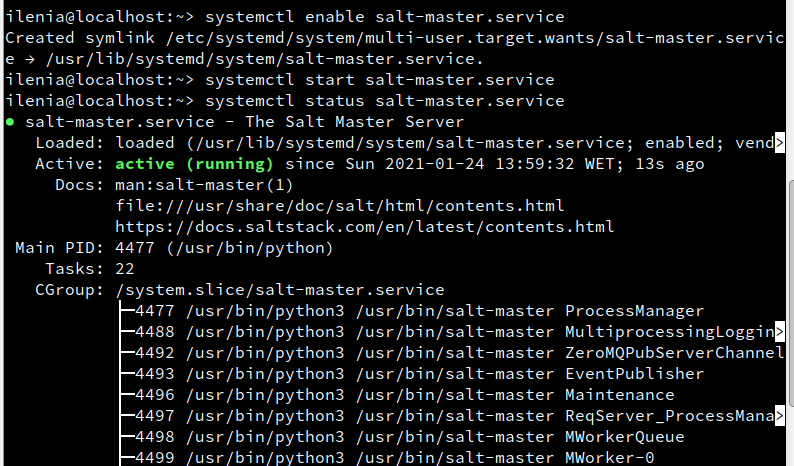 ilenia@localhost:~> systemctl enable salt-master.service
Created symlink /etc/systemd/system/multi-user.target.wants/salt-master.servic
e → /usr/lib/systemd/system/salt-master.service.
ilenia@localhost:~> systemctl start salt-master.service
ilenia@localhost:~> systemctl status salt-master.service
● salt-master.service - The Salt Master Server
   Loaded: loaded (/usr/lib/systemd/system/salt-master.service; enabled; vend>
   Active: active (running) since Sun 2021-01-24 13:59:32 WET; 13s ago
     Docs: man:salt-master(1)
           file:///usr/share/doc/salt/html/contents.html
           https://docs.saltstack.com/en/latest/contents.html
 Main PID: 4477 (/usr/bin/python)
    Tasks: 22
   CGroup: /system.slice/salt-master.service
           ├─4477 /usr/bin/python3 /usr/bin/salt-master ProcessManager
           ├─4488 /usr/bin/python3 /usr/bin/salt-master MultiprocessingLoggin>
           ├─4492 /usr/bin/python3 /usr/bin/salt-master ZeroMQPubServerChannel
           ├─4493 /usr/bin/python3 /usr/bin/salt-master EventPublisher
           ├─4496 /usr/bin/python3 /usr/bin/salt-master Maintenance
           ├─4497 /usr/bin/python3 /usr/bin/salt-master ReqServer_ProcessMana>
           ├─4498 /usr/bin/python3 /usr/bin/salt-master MWorkerQueue
           ├─4499 /usr/bin/python3 /usr/bin/salt-master MWorker-0